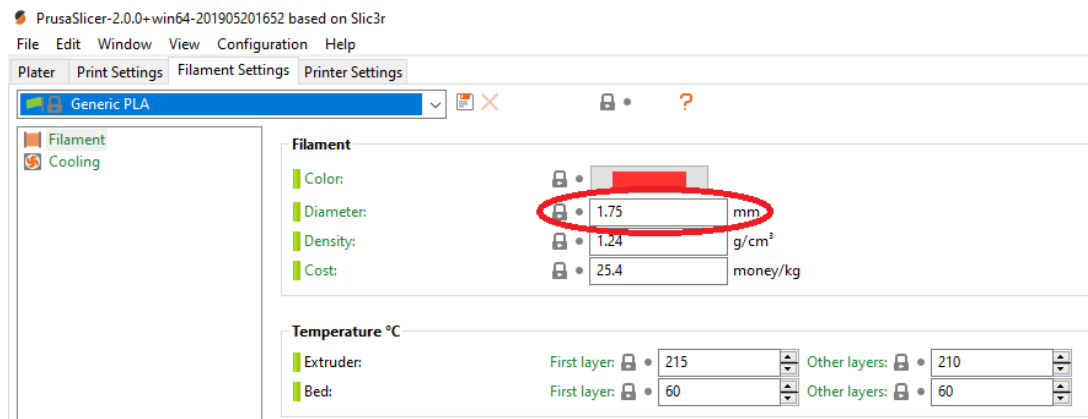 PrusaSlicer-2.0.0+win64-201905201652 based on Slic3r
File Edit Window View Configuration Help
Plater Print Settings Filament Settings Printer Settings
Generic PLA ?
Filament
Cooling
Filament
Color:
Diameter: 1.75 mm
Density: 1.24 g/cm³
Cost: 25.4 money/kg
Temperature °C
Extruder: First layer: 215 Other layers: 210
Bed: First layer: 60 Other layers: 60